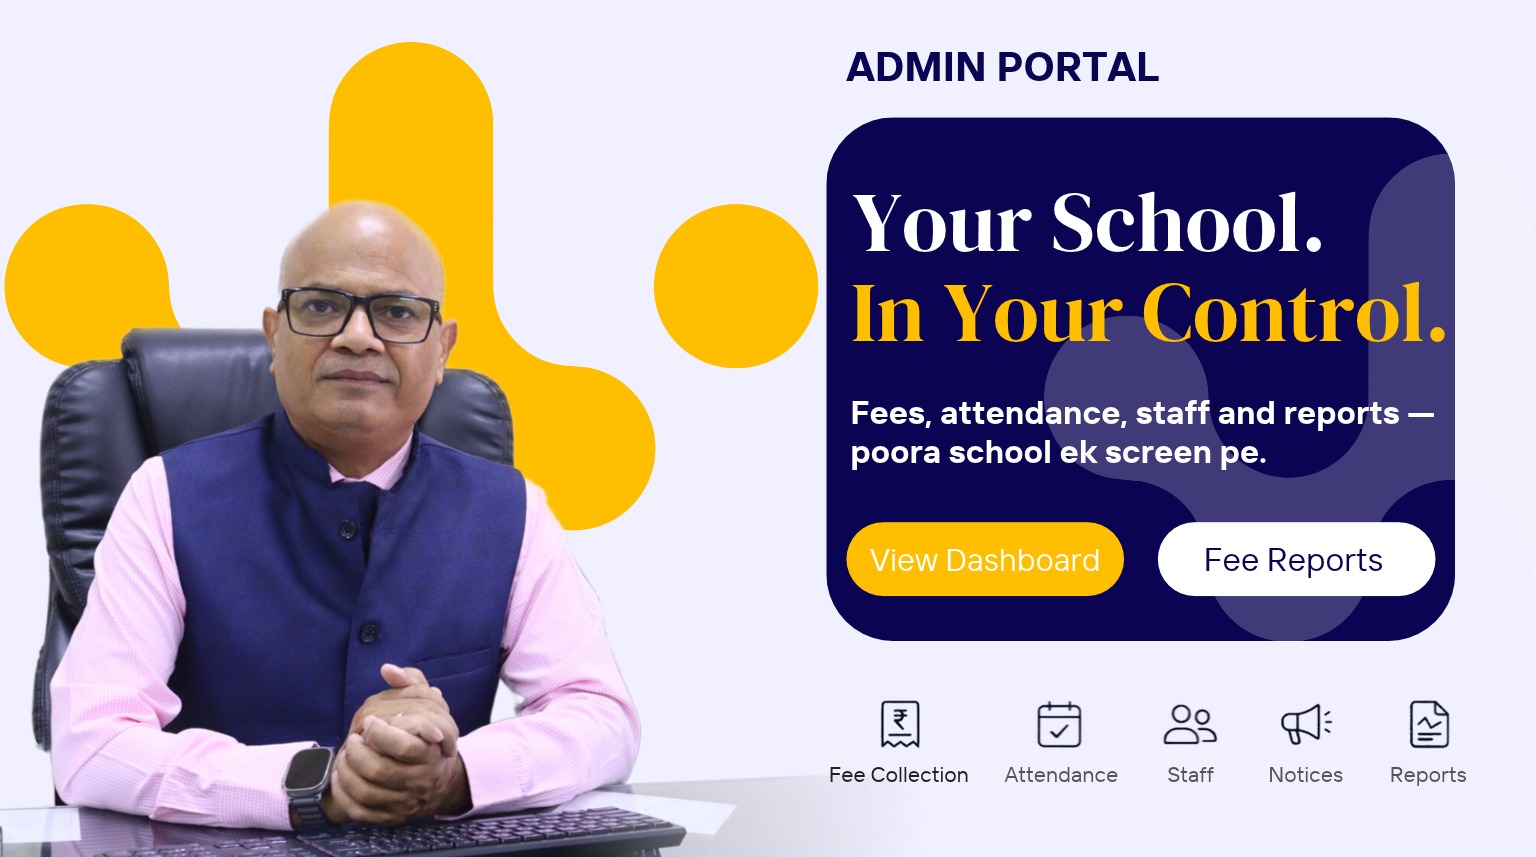 ADMIN PORTAL
Your School.
In Your Control.
Fees, attendance, staff and reports —
poora school ek screen pe.
View Dashboard
Fee Reports
₹
Fee Collection
Attendance
Staff
Notices
Reports